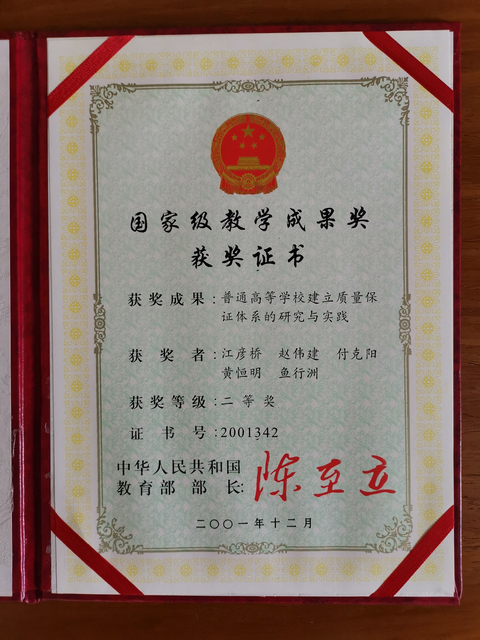 国家级教学成果奖
获奖证书
获奖成果：普通高等学校建立质量保
证体系的研究与实践
获奖者：江彦桥 赵伟建 付克阳
黄恒明 鱼行洲
获奖等级：二等奖
证书号：2001342
中华人民共和国
教育部部长：陈至立
二〇〇一年十二月